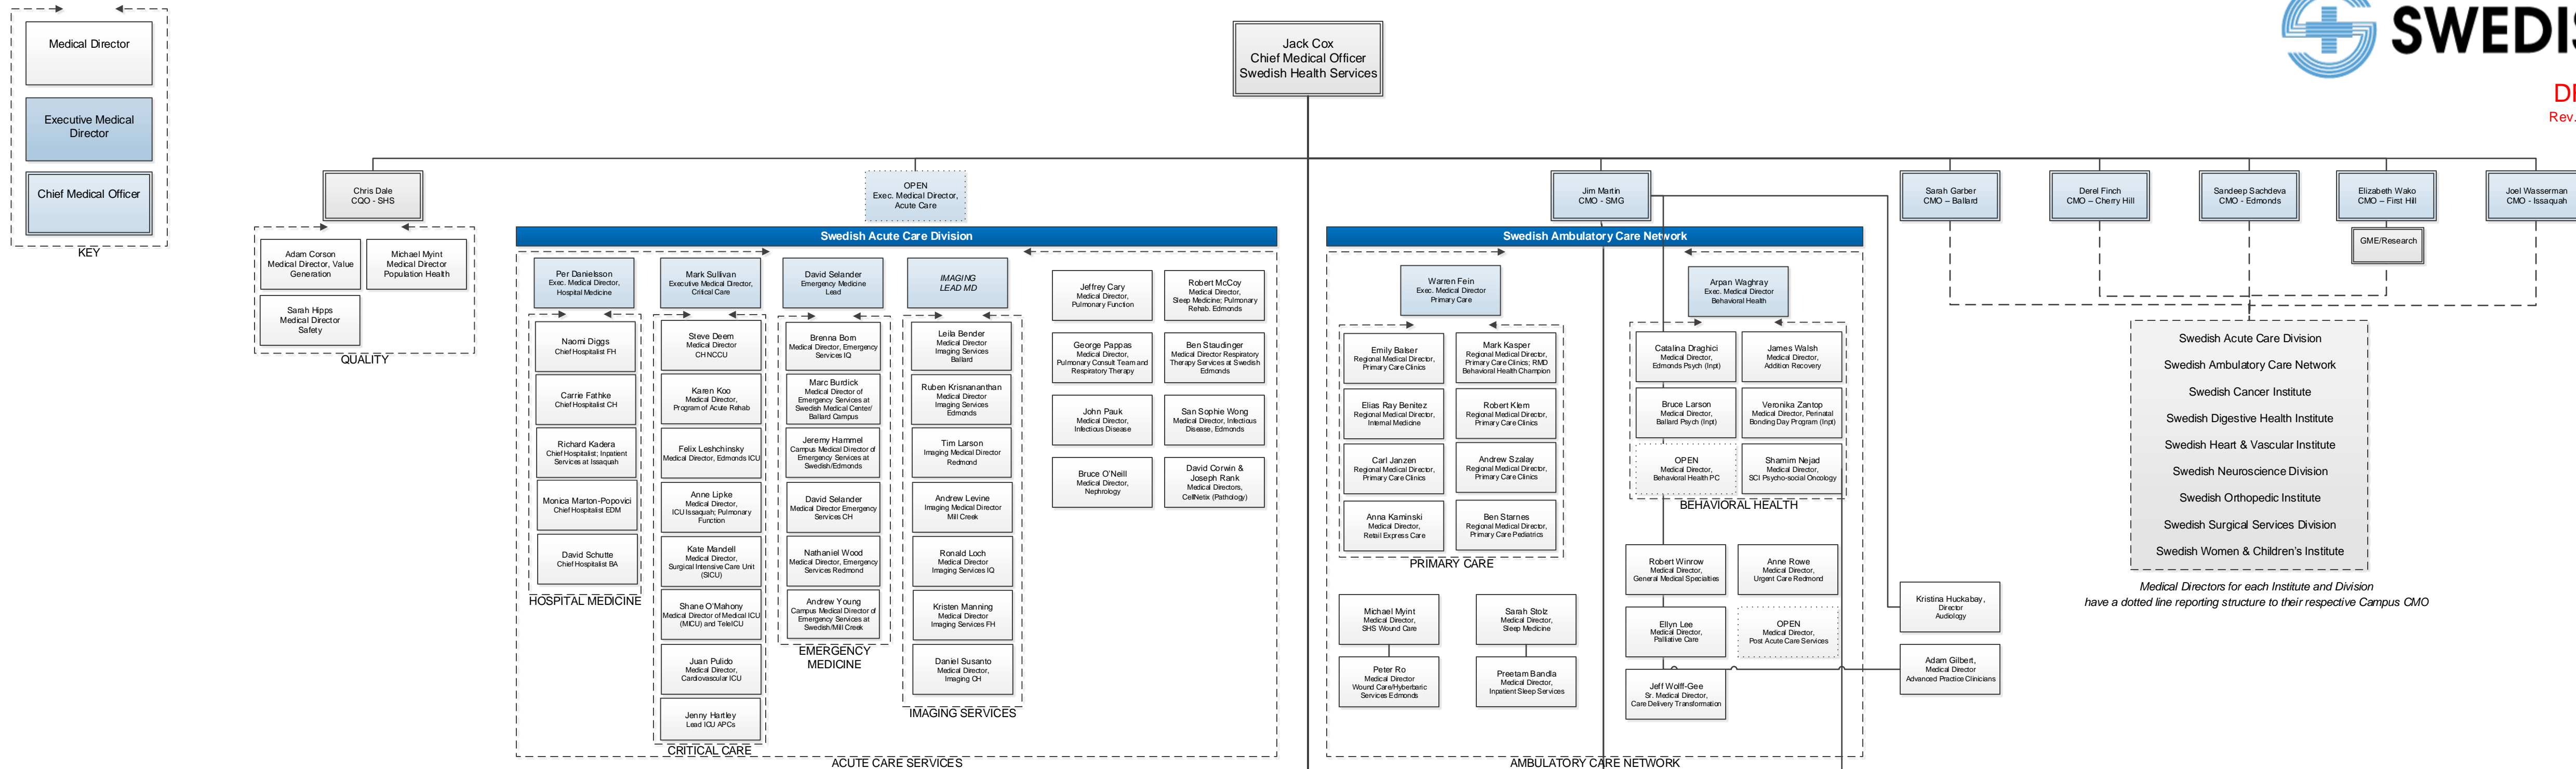 Medical Director
Executive Medical
Director
Chief Medical Officer
KEY
Jack Cox
Chief Medical Officer
Swedish Health Services
SWEDIS
Rev.
Chris Dale
CQO - SHS
Adam Corson
Medical Director, Value
Generation
Michael Myint
Medical Director
Population Health
Sarah Hipps
Medical Director
Safety
QUALITY
OPEN
Exec. Medical Director,
Acute Care
Swedish Acute Care Division
Per Danielsson
Exec. Medical Director,
Hospital Medicine
Naomi Diggs
Chief Hospitalist FH
Carrie Fathke
Chief Hospitalist CH
Richard Kadera
Chief Hospitalist; Inpatient
Services at Issaquah
Monica Marton-Popovici
Chief Hospitalist EDM
David Schutte
Chief Hospitalist BA
HOSPITAL MEDICINE
Mark Sullivan
Executive Medical Director,
Critical Care
Steve Deem
Medical Director
CH NCCU
Karen Koo
Medical Director,
Program of Acute Rehab
Felix Leshchinsky
Medical Director, Edmonds ICU
Anne Lipke
Medical Director,
ICU Issaquah; Pulmonary
Function
Kate Mandell
Medical Director,
Surgical Intensive Care Unit
(SICU)
Shane O'Mahony
Medical Director of Medical ICU
(MICU) and TeleICU
Juan Pulido
Medical Director,
Cardiovascular ICU
Jenny Hartley
Lead ICU APCs
CRITICAL CARE
David Selander
Emergency Medicine
Lead
Brenna Born
Medical Director, Emergency
Services IQ
Marc Burdick
Medical Director of
Emergency Services at
Swedish Medical Center/
Ballard Campus
Jeremy Hammel
Campus Medical Director of
Emergency Services at
Swedish/Edmonds
David Selander
Medical Director Emergency
Services CH
Nathaniel Wood
Medical Director, Emergency
Services Redmond
Andrew Young
Campus Medical Director of
Emergency Services at
Swedish/Mill Creek
EMERGENCY
MEDICINE
IMAGING
LEAD MD
Leila Bender
Medical Director
Imaging Services
Ballard
Ruben Krisnananthan
Medical Director
Imaging Services
Edmonds
Tim Larson
Imaging Medical Director
Redmond
Andrew Levine
Imaging Medical Director
Mill Creek
Ronald Loch
Medical Director
Imaging Services IQ
Kristen Manning
Medical Director
Imaging Services FH
Daniel Susanto
Medical Director,
Imaging CH
IMAGING SERVICES
Jeffrey Cary
Medical Director,
Pulmonary Function
Robert McCoy
Medical Director,
Sleep Medicine; Pulmonary
Rehab. Edmonds
George Pappas
Medical Director,
Pulmonary Consult Team and
Respiratory Therapy
Ben Staudinger
Medical Director Respiratory
Therapy Services at Swedish
Edmonds
John Pauk
Medical Director,
Infectious Disease
San Sophie Wong
Medical Director, Infectious
Disease, Edmonds
Bruce O'Neill
Medical Director,
Nephrology
David Corwin &
Joseph Rank
Medical Directors,
CellNetix (Pathology)
ACUTE CARE SERVICES
Jim Martin
CMO - SMG
Swedish Ambulatory Care Network
Warren Fein
Exec. Medical Director
Primary Care
Emily Balser
Regional Medical Director,
Primary Care Clinics
Mark Kasper
Regional Medical Director,
Primary Care Clinics; RMD
Behavioral Health Champion
Elias Ray Benitez
Regional Medical Director,
Internal Medicine
Robert Klem
Regional Medical Director,
Primary Care Clinics
Carl Janzen
Regional Medical Director,
Primary Care Clinics
Andrew Szalay
Regional Medical Director,
Primary Care Clinics
Anna Kaminski
Medical Director,
Retail Express Care
Ben Starnes
Regional Medical Director,
Primary Care Pediatrics
PRIMARY CARE
Michael Myint
Medical Director,
SHS Wound Care
Sarah Stolz
Medical Director,
Sleep Medicine
Peter Ro
Medical Director
Wound Care/Hyberbaric
Services Edmonds
Preetam Bandla
Medical Director,
Inpatient Sleep Services
Arpan Waghray
Exec. Medical Director
Behavioral Health
Catalina Draghici
Medical Director,
Edmonds Psych (Inpt)
James Walsh
Medical Director,
Addition Recovery
Bruce Larson
Medical Director,
Ballard Psych (Inpt)
Veronika Zantop
Medical Director, Perinatal
Bonding Day Program (Inpt)
OPEN
Medical Director,
Behavioral Health PC
Shamim Nejad
Medical Director,
SCI Psycho-social Oncology
BEHAVIORAL HEALTH
Robert Winrow
Medical Director,
General Medical Specialties
Anne Rowe
Medical Director,
Urgent Care Redmond
Ellyn Lee
Medical Director,
Palliative Care
OPEN
Medical Director,
Post Acute Care Services
Jeff Wolff-Gee
Sr. Medical Director,
Care Delivery Transformation
AMBULATORY CARE NETWORK
Kristina Huckabay,
Director
Audiology
Adam Gilbert,
Medical Director
Advanced Practice Clinicians
Sarah Garber
CMO – Ballard
Derel Finch
CMO – Cherry Hill
Sandeep Sachdeva
CMO - Edmonds
Elizabeth Wako
CMO – First Hill
GME/Research
Joel Wasserman
CMO - Issaquah
Swedish Acute Care Division
Swedish Ambulatory Care Network
Swedish Cancer Institute
Swedish Digestive Health Institute
Swedish Heart & Vascular Institute
Swedish Neuroscience Division
Swedish Orthopedic Institute
Swedish Surgical Services Division
Swedish Women & Children's Institute
Medical Directors for each Institute and Division
have a dotted line reporting structure to their respective Campus CMO